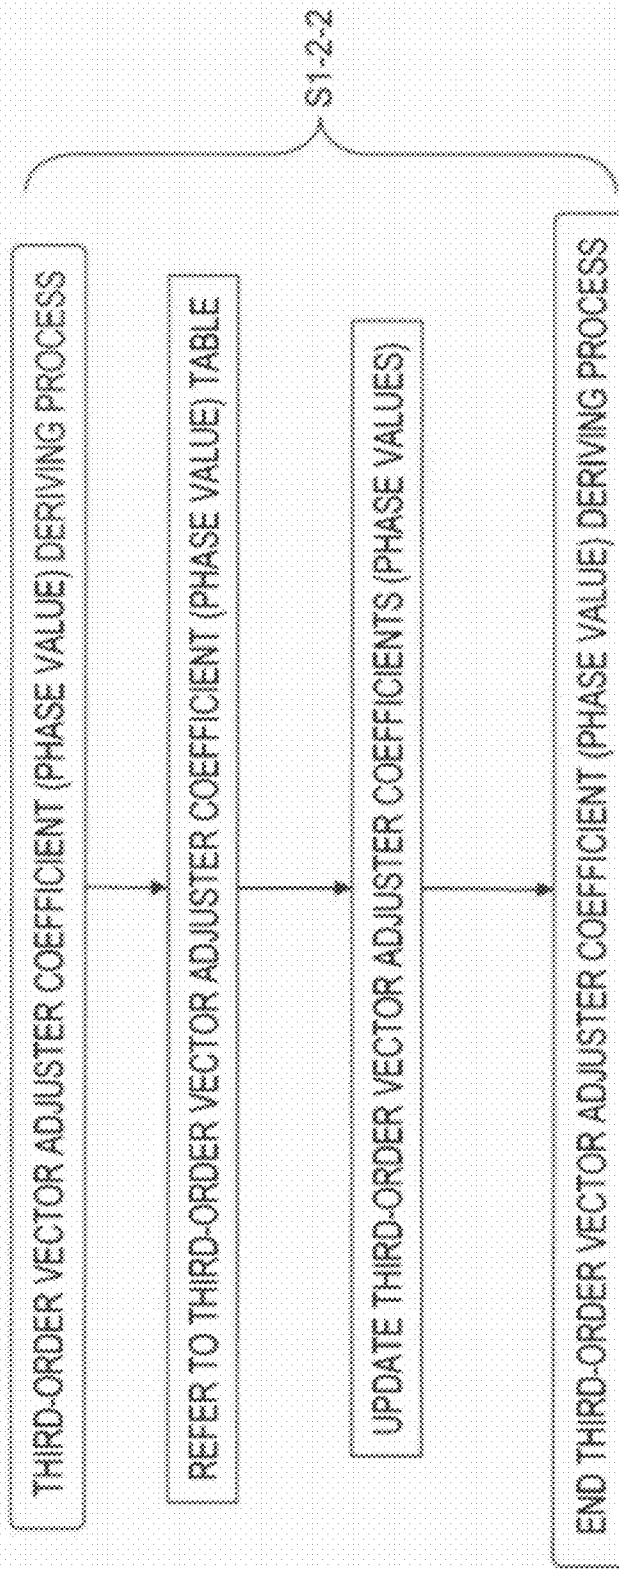 THIRD-ORDER VECTOR ADJUSTER COEFFICIENT (PHASE VALUE) DERIVING PROCESS
REFER TO THIRD-ORDER VECTOR ADJUSTER COEFFICIENT (PHASE VALUE) TABLE
UPDATE THIRD-ORDER VECTOR ADJUSTER COEFFICIENTS (PHASE VALUES)
END THIRD-ORDER VECTOR ADJUSTER COEFFICIENT (PHASE VALUE) DERIVING PROCESS
S1-2-2